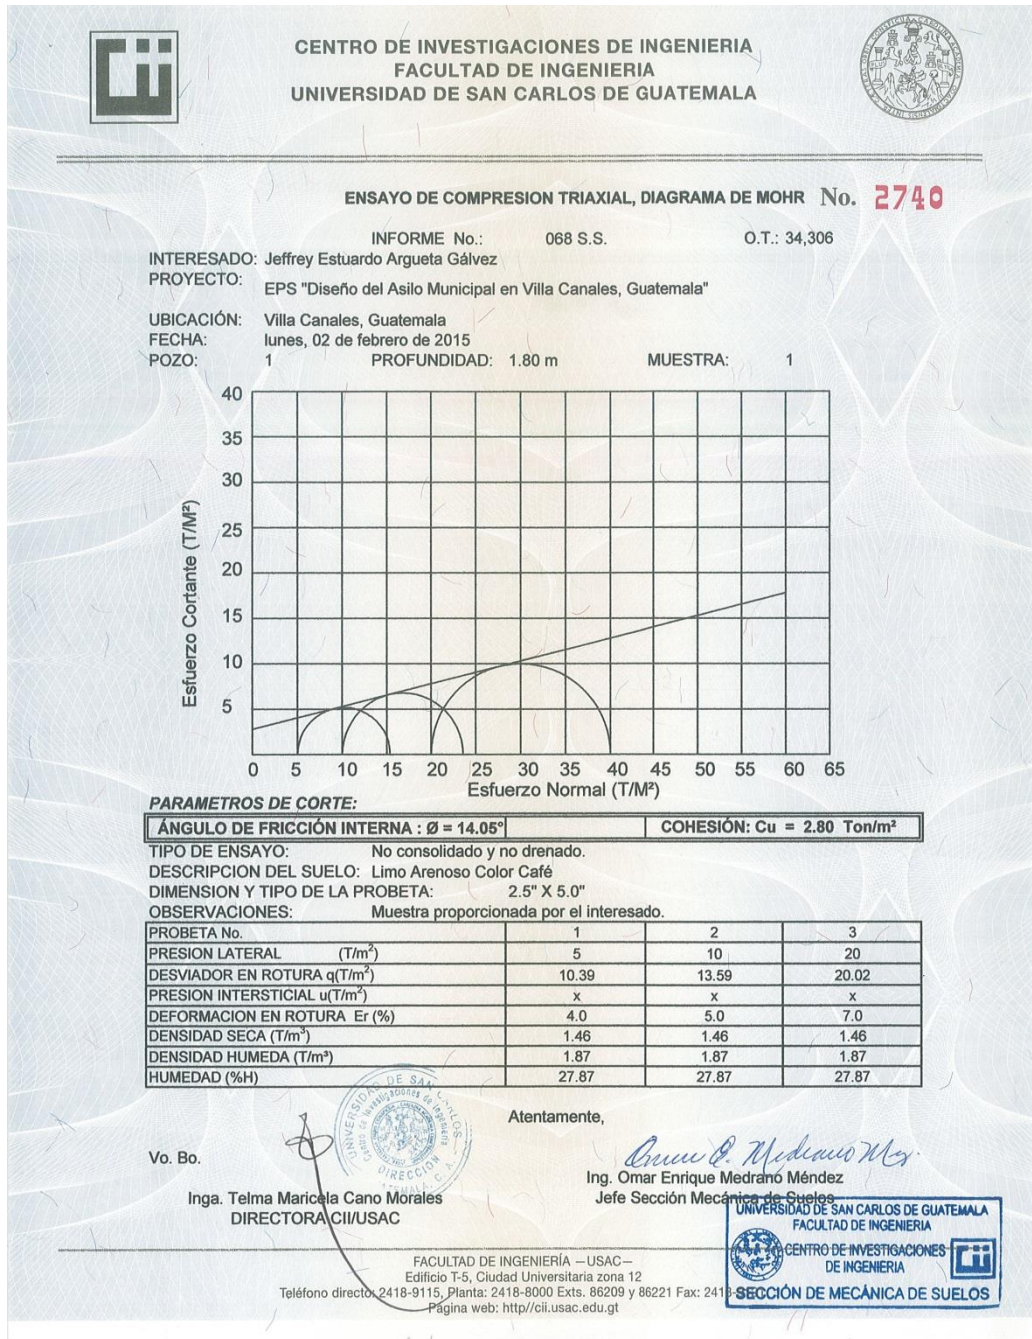 Cii
CENTRO DE INVESTIGACIONES DE INGENIERIA
FACULTAD DE INGENIERIA
UNIVERSIDAD DE SAN CARLOS DE GUATEMALA
ENSAYO DE COMPRESION TRIAXIAL, DIAGRAMA DE MOHR No. 2740
INFORME No.: 068 S.S. O.T.: 34,306
INTERESADO: Jeffrey Estuardo Argueta Gálvez
PROYECTO: EPS "Diseño del Asilo Municipal en Villa Canales, Guatemala"
UBICACIÓN: Villa Canales, Guatemala
FECHA: lunes, 02 de febrero de 2015
POZO: 1 PROFUNDIDAD: 1.80 m MUESTRA: 1
Esfuerzo Cortante (T/M²)
40
35
30
25
20
15
10
5
0 5 10 15 20 25 30 35 40 45 50 55 60 65
Esfuerzo Normal (T/M²)
PARAMETROS DE CORTE:
ÁNGULO DE FRICCIÓN INTERNA : Ø = 14.05° COHESIÓN: Cu = 2.80 Ton/m²
TIPO DE ENSAYO: No consolidado y no drenado.
DESCRIPCION DEL SUELO: Limo Arenoso Color Café
DIMENSION Y TIPO DE LA PROBETA: 2.5" X 5.0"
OBSERVACIONES: Muestra proporcionada por el interesado.
PROBETA No. 1 2 3
PRESION LATERAL (T/m²) 5 10 20
DESVIADOR EN ROTURA q(T/m²) 10.39 13.59 20.02
PRESION INTERSTICIAL u(T/m²) x x x
DEFORMACION EN ROTURA Er (%) 4.0 5.0 7.0
DENSIDAD SECA (T/m³) 1.46 1.46 1.46
DENSIDAD HUMEDA (T/m³) 1.87 1.87 1.87
HUMEDAD (%H) 27.87 27.87 27.87
UNIVERSIDAD DE SAN CARLOS
Centro de Investigaciones de Ingenieria
DIRECCION
Atentamente,
Vo. Bo.
Ing. Omar Enrique Medrano Méndez
Jefe Sección Mecánica de Suelos
Inga. Telma Maricela Cano Morales
DIRECTORA CII/USAC
UNIVERSIDAD DE SAN CARLOS DE GUATEMALA
FACULTAD DE INGENIERIA
CENTRO DE INVESTIGACIONES
DE INGENIERIA
Cii
SECCIÓN DE MECÁNICA DE SUELOS
FACULTAD DE INGENIERÍA —USAC—
Edificio T-5, Ciudad Universitaria zona 12
Teléfono directo: 2418-9115, Planta: 2418-8000 Exts. 86209 y 86221 Fax:
Página web: http//cii.usac.edu.gt